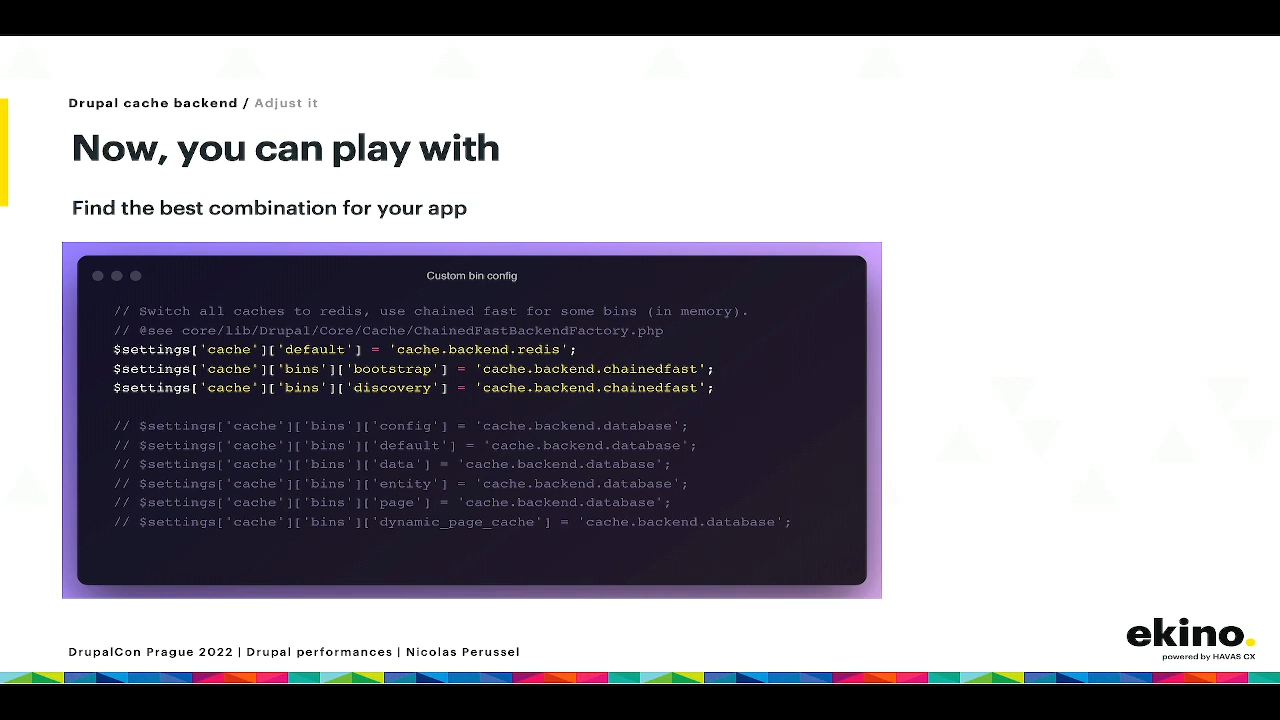 Drupal cache backend / Adjust it
Now, you can play with
Find the best combination for your app
Custom bin config
// Switch all caches to redis, use chained fast for some bins (in memory).
// @see core/lib/Drupal/Core/Cache/ChainedFastBackendFactory.php
$settings['cache']['default'] = 'cache.backend.redis';
$settings['cache']['bins']['bootstrap'] = 'cache.backend.chainedfast';
$settings['cache']['bins']['discovery'] = 'cache.backend.chainedfast';
// $settings['cache']['bins']['config'] = 'cache.backend.database';
// $settings['cache']['bins']['default'] = 'cache.backend.database';
// $settings['cache']['bins']['data'] = 'cache.backend.database';
// $settings['cache']['bins']['entity'] = 'cache.backend.database';
// $settings['cache']['bins']['page'] = 'cache.backend.database';
// $settings['cache']['bins']['dynamic_page_cache'] = 'cache.backend.database';
DrupalCon Prague 2022 | Drupal performances | Nicolas Perussel
ekino.
powered by HAVAS CX